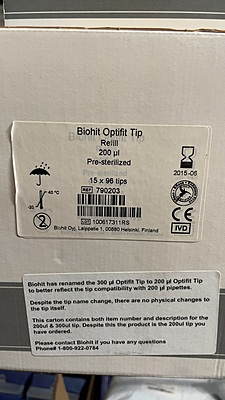 Biohit Optifit Tip
Refill
200 µl
Pre-sterilized
15 x 96 tips
REF 790203
LOT 100617311RS
Biohit Oyj, Laippatie 1, 00880 Helsinki, Finland
40 °C
-20
2
2015-06
CE
IVD
Biohit has renamed the 300 µl Optifit Tip to 200 µl Optifit Tip
to better reflect the tip compatibility with 200 µl pipettes.
Despite the tip name change, there are no physical changes to
the tip itself.
This carton contains both item number and description for the
200ul & 300ul tip. Despite this the product is the 200ul tip you
have ordered.
Please contact Biohit if you have any questions
Phone# 1-800-922-0784